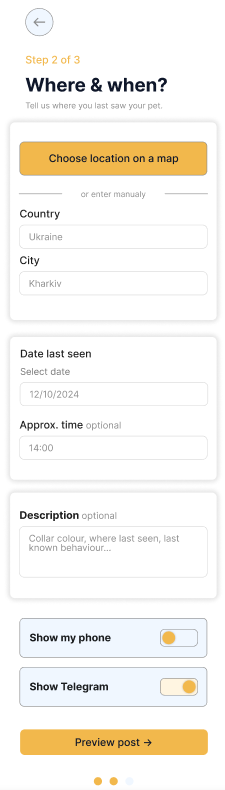 Step 2 of 3
Where & when?
Tell us where you last saw your pet.
Choose location on a map
or enter manualy
Country
Ukraine
City
Kharkiv
Date last seen
Select date
12/10/2024
Approx. time optional
14:00
Description optional
Collar colour, where last seen, last
known behaviour...
Show my phone
Show Telegram
Preview post →